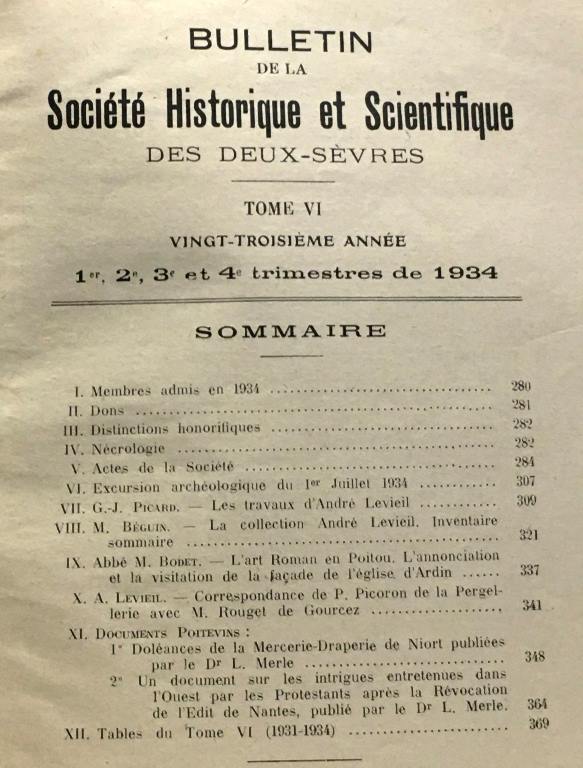 BULLETIN
DE LA
Société Historique et Scientifique
DES DEUX-SÈVRES
TOME VI
VINGT-TROISIÈME ANNÉE
1er, 2e, 3e et 4e trimestres de 1934
SOMMAIRE
I. Membres admis en 1934 ................................ 280
II. Dons ................................................ 281
III. Distinctions honorifiques ............................ 282
IV. Nécrologie .......................................... 282
V. Actes de la Société .................................. 284
VI. Excursion archéologique du 1er Juillet 1934 ........... 307
VII. G.-J. PICARD. — Les travaux d'André Levieil ........... 309
VIII. M. BÉGUIN. — La collection André Levieil. Inventaire
sommaire ............................................ 321
IX. Abbé M. BODET. — L'art Roman en Poitou. L'annonciation
et la visitation de la façade de l'église d'Ardin ...... 337
X. A. LEVIEIL. — Correspondance de P. Picoron de la Pergel-
lerie avec M. Rouget de Gourcez ................... 341
XI. DOCUMENTS POITEVINS :
1° Doléances de la Mercerie-Draperie de Niort publiées
par le Dr L. Merle ............................. 348
2° Un document sur les intrigues entretenues dans
l'Ouest par les Protestants après la Révocation
de l'Edit de Nantes, publié par le Dr L. Merle. 364
XII. Tables du Tome VI (1931-1934) ....................... 369